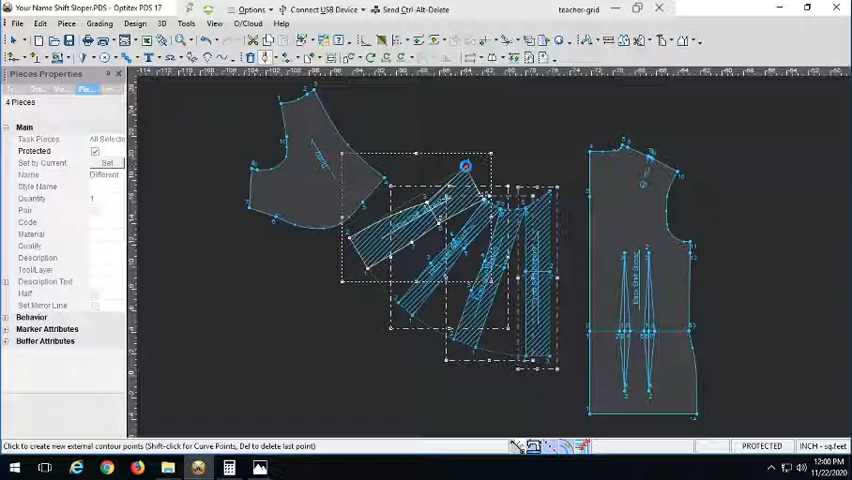 Your Name Shift Sloper.PDS - Optitex PDS 17
Options
Connect USB Device
Send Ctrl-Alt-Delete
teacher-grid
File
Edit
Piece
Grading
Design
3D
Tools
View
O/Cloud
Help
Pieces Properties
4 Pieces
Main
Task Pieces
All Selecte
Protected
Set by Current
Set
Name
Different
Style Name
Quantity
1
Pair
Code
Material
Quality
Description
Tool/Layer
Description Text
Half
Set Mirror Line
Behavior
Marker Attributes
Buffer Attributes
Back Shift Sloper
Click to create new external contour points (Shift-click for Curve Points, Del to delete last point)
PROTECTED
INCH - sq.feet
12:00 PM
11/22/2020